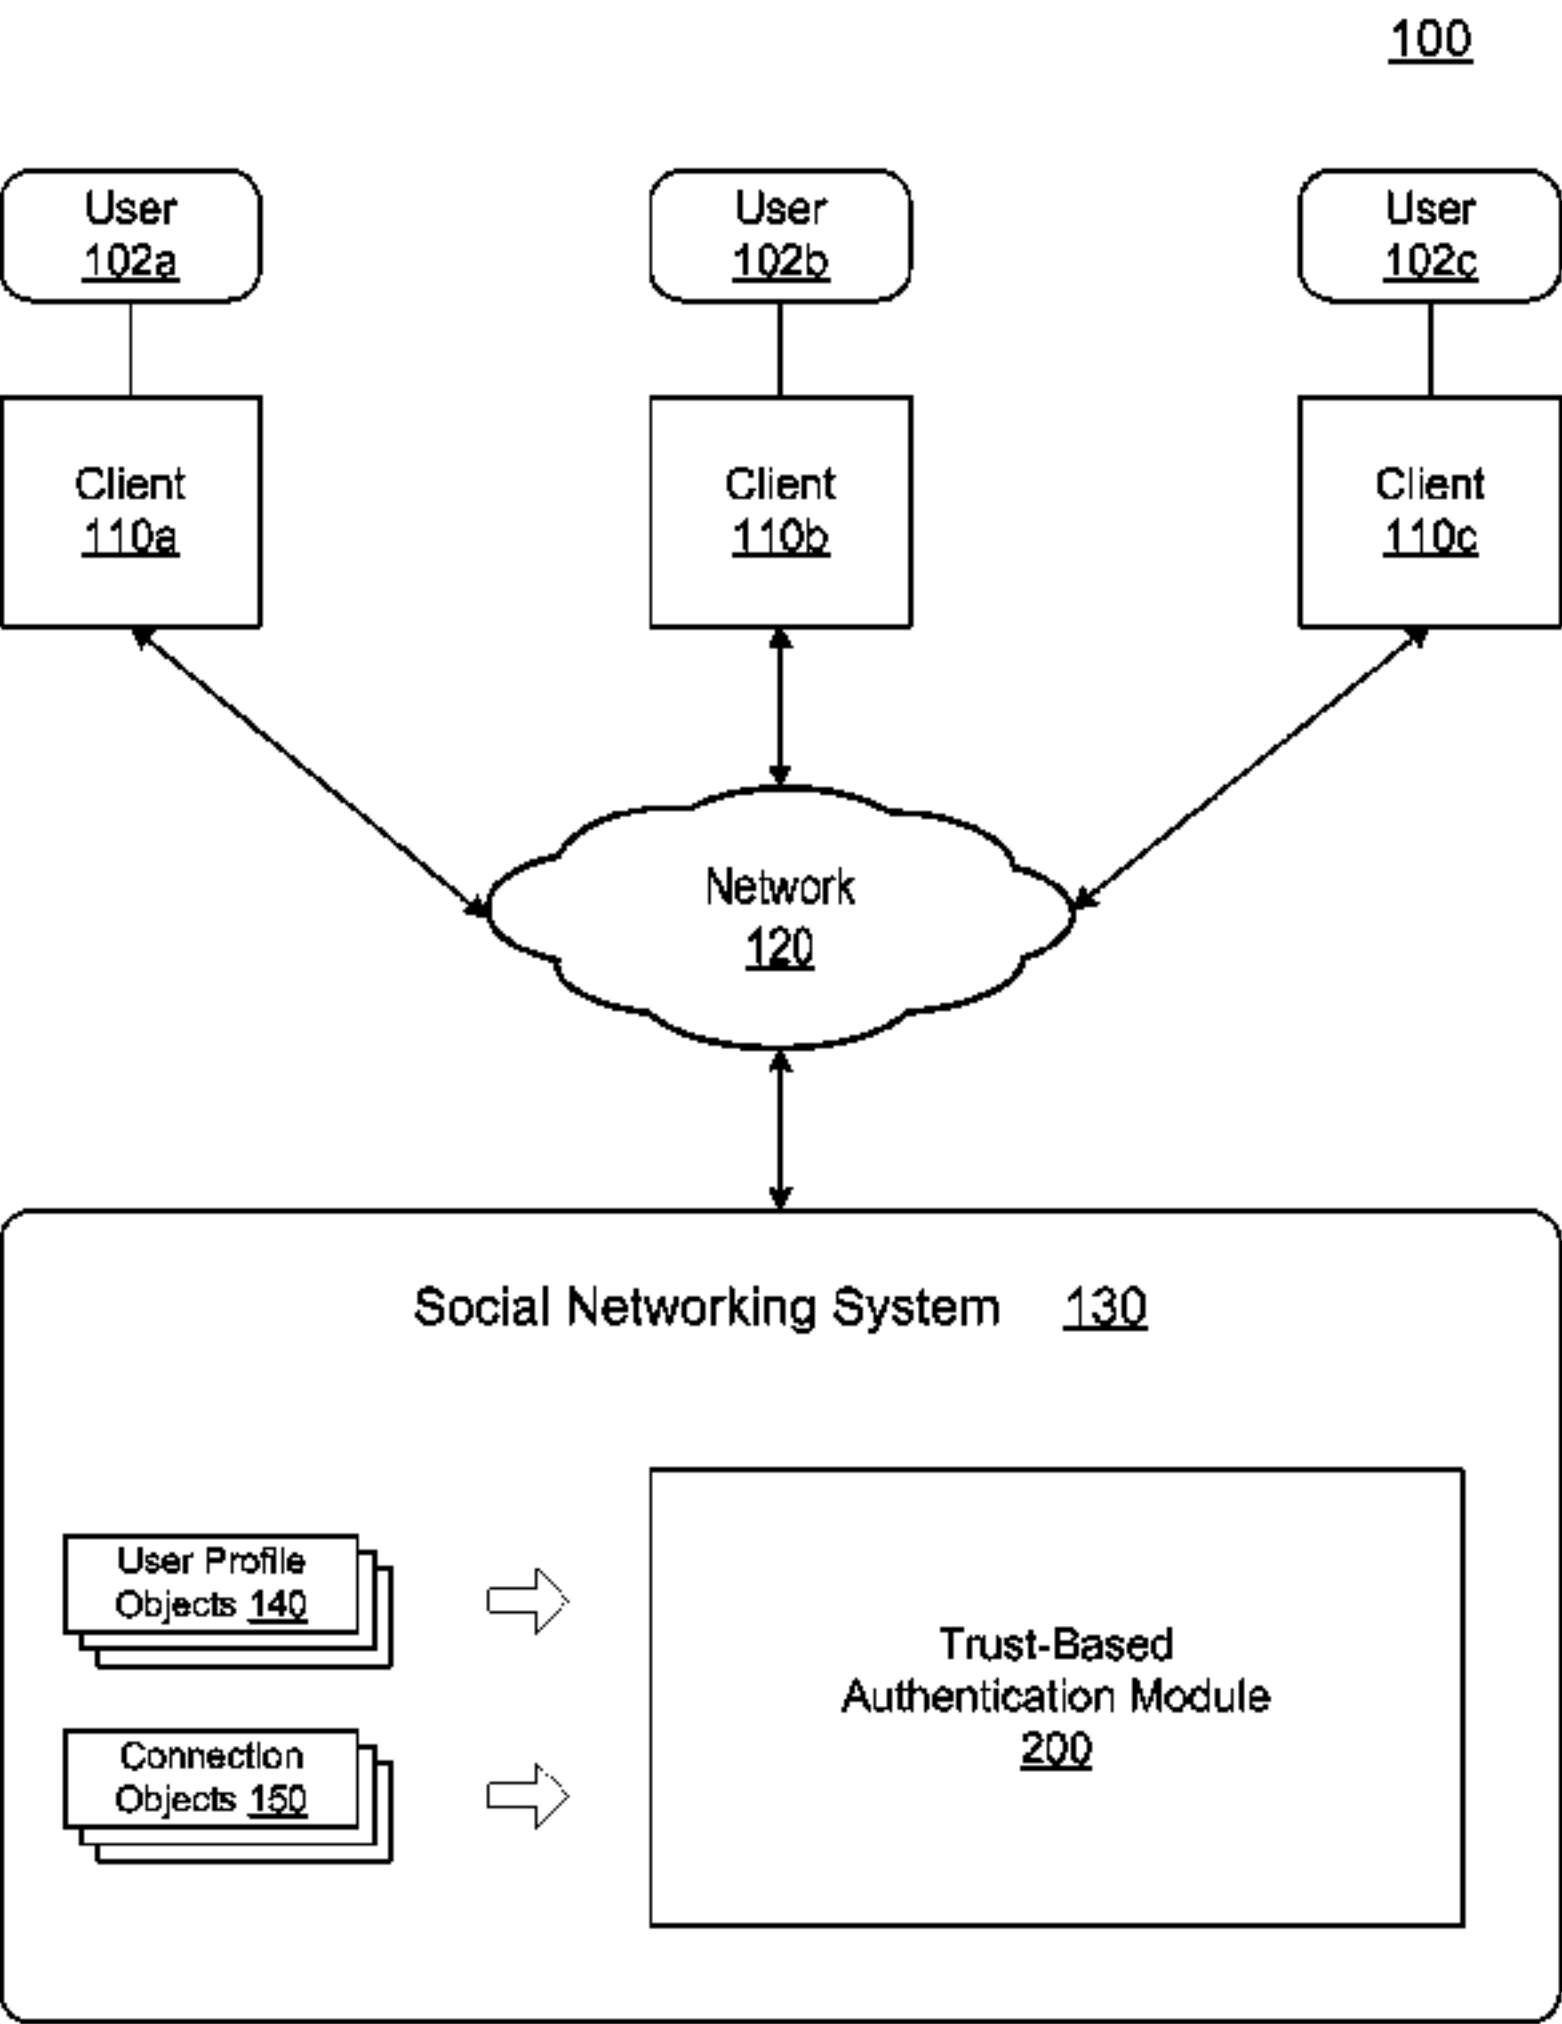 100
User
102a
User
102b
User
102c
Client
110a
Client
110b
Client
110c
Network
120
Social Networking System 130
User Profile
Objects 140
Connection
Objects 150
Trust-Based
Authentication Module
200